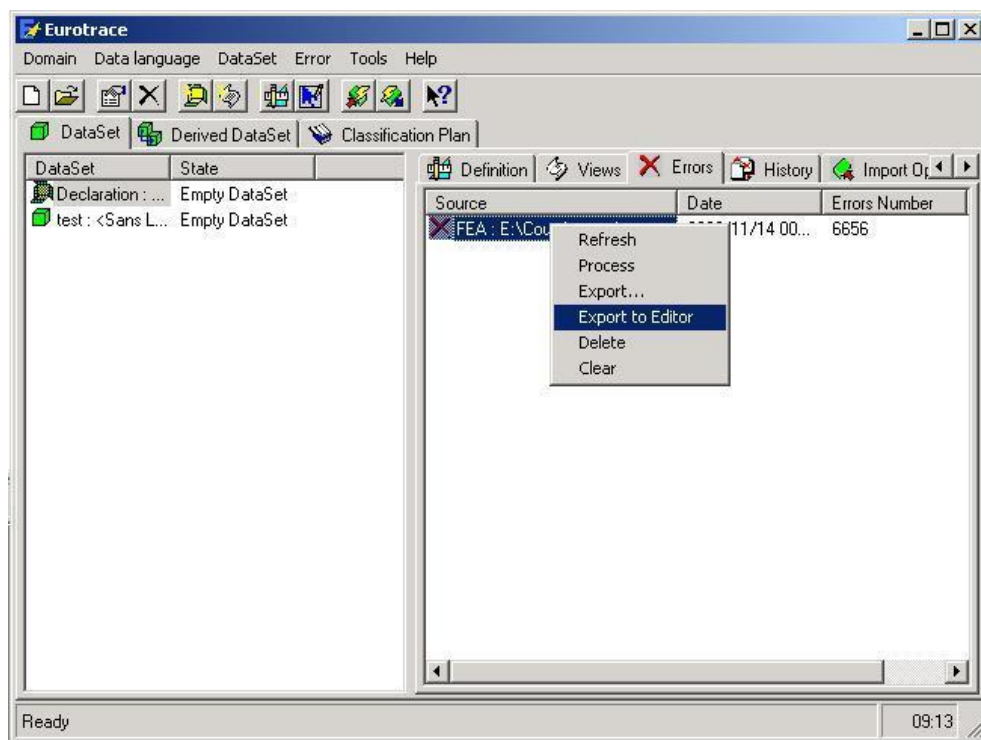 Eurotrace
Domain Data language DataSet Error Tools Help
DataSet Derived DataSet Classification Plan
DataSet State
Declaration : ... Empty DataSet
test : <Sans L... Empty DataSet
Definition Views Errors History Import Op
Source Date Errors Number
FEA : E:\Cou 11/14 00... 6656
Refresh
Process
Export...
Export to Editor
Delete
Clear
Ready 09:13